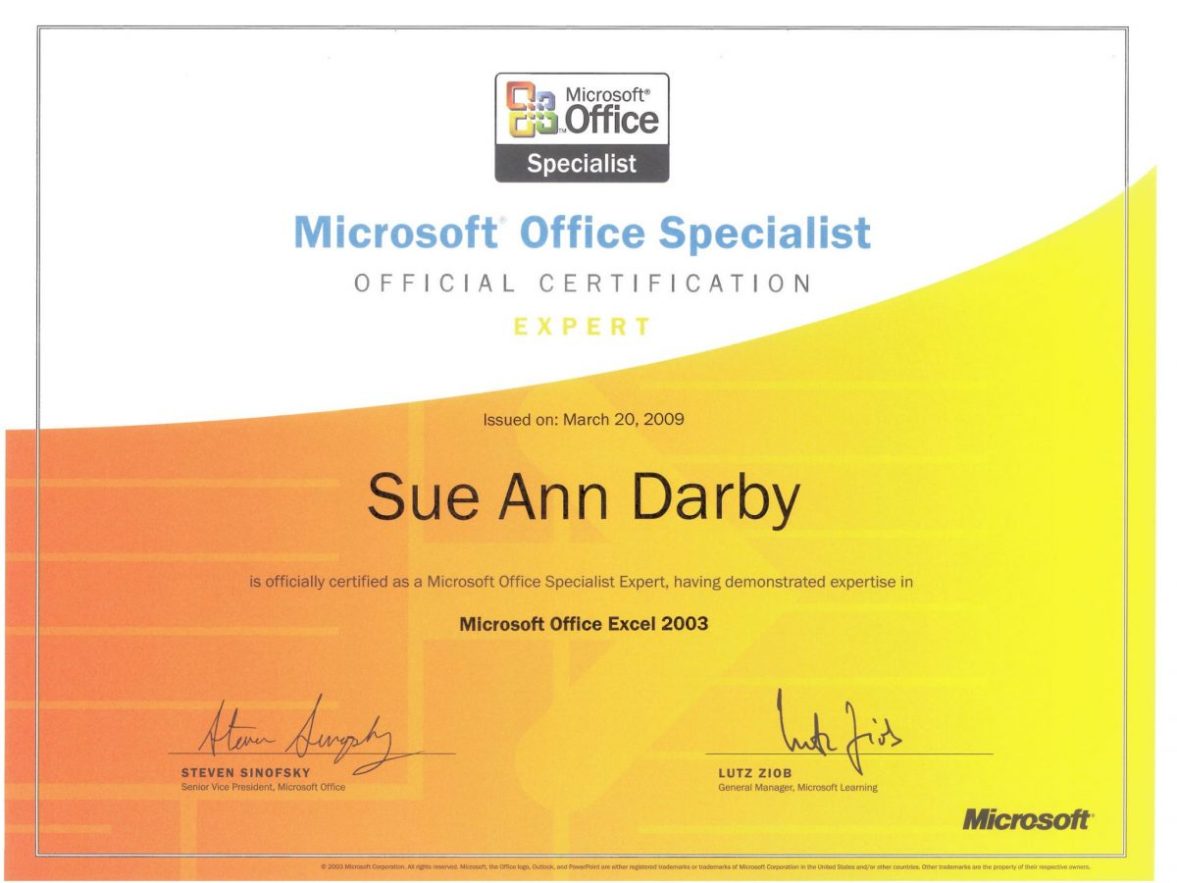 Microsoft®
Office
Specialist
Microsoft® Office Specialist
OFFICIAL CERTIFICATION
EXPERT
Issued on: March 20, 2009
Sue Ann Darby
is officially certified as a Microsoft Office Specialist Expert, having demonstrated expertise in
Microsoft Office Excel 2003
Steven Sinofsky
Lutz Ziob
STEVEN SINOFSKY
Senior Vice President, Microsoft Office
LUTZ ZIOB
General Manager, Microsoft Learning
Microsoft®
© 2003 Microsoft Corporation. All rights reserved. Microsoft, the Office logo, Outlook, and PowerPoint are either registered trademarks or trademarks of Microsoft Corporation in the United States and/or other countries. Other trademarks are the property of their respective owners.